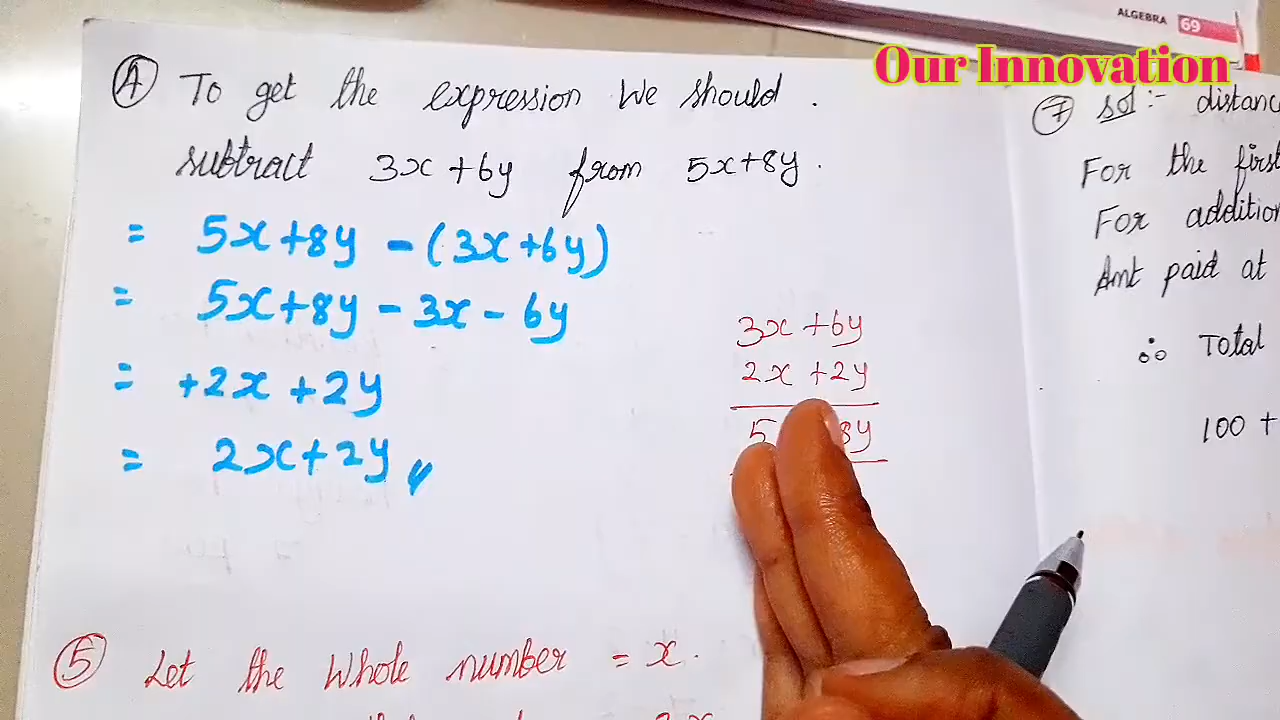 ALGEBRA 69
Our Innovation
④ To get the expression we should.
subtract 3x+6y from 5x+8y.
= 5x+8y-(3x+6y)
= 5x+8y-3x-6y
= +2x+2y
= 2x+2y
3x+6y
2x+2y
5 8y
⑤ Let the whole number = x.
⑦ sol:-
For the first
For addition
Amt paid at
∴ Total
100 +